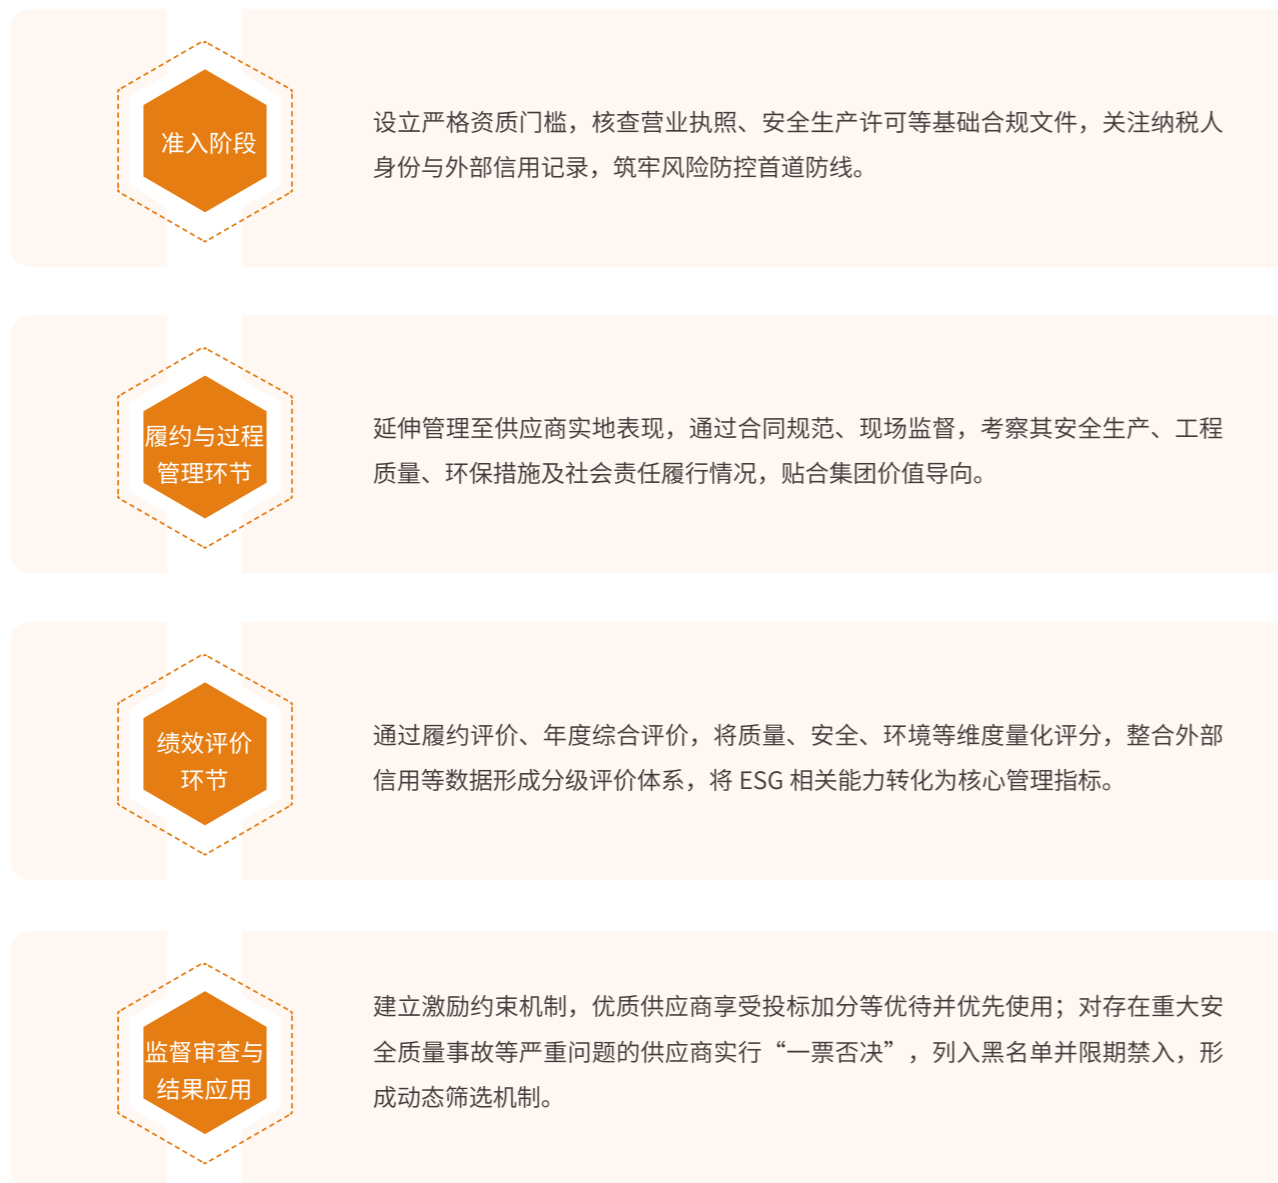 准入阶段
设立严格资质门槛，核查营业执照、安全生产许可等基础合规文件，关注纳税人
身份与外部信用记录，筑牢风险防控首道防线。
履约与过程
管理环节
延伸管理至供应商实地表现，通过合同规范、现场监督，考察其安全生产、工程
质量、环保措施及社会责任履行情况，贴合集团价值导向。
绩效评价
环节
通过履约评价、年度综合评价，将质量、安全、环境等维度量化评分，整合外部
信用等数据形成分级评价体系，将 ESG 相关能力转化为核心管理指标。
监督审查与
结果应用
建立激励约束机制，优质供应商享受投标加分等优待并优先使用；对存在重大安
全质量事故等严重问题的供应商实行“一票否决”，列入黑名单并限期禁入，形
成动态筛选机制。